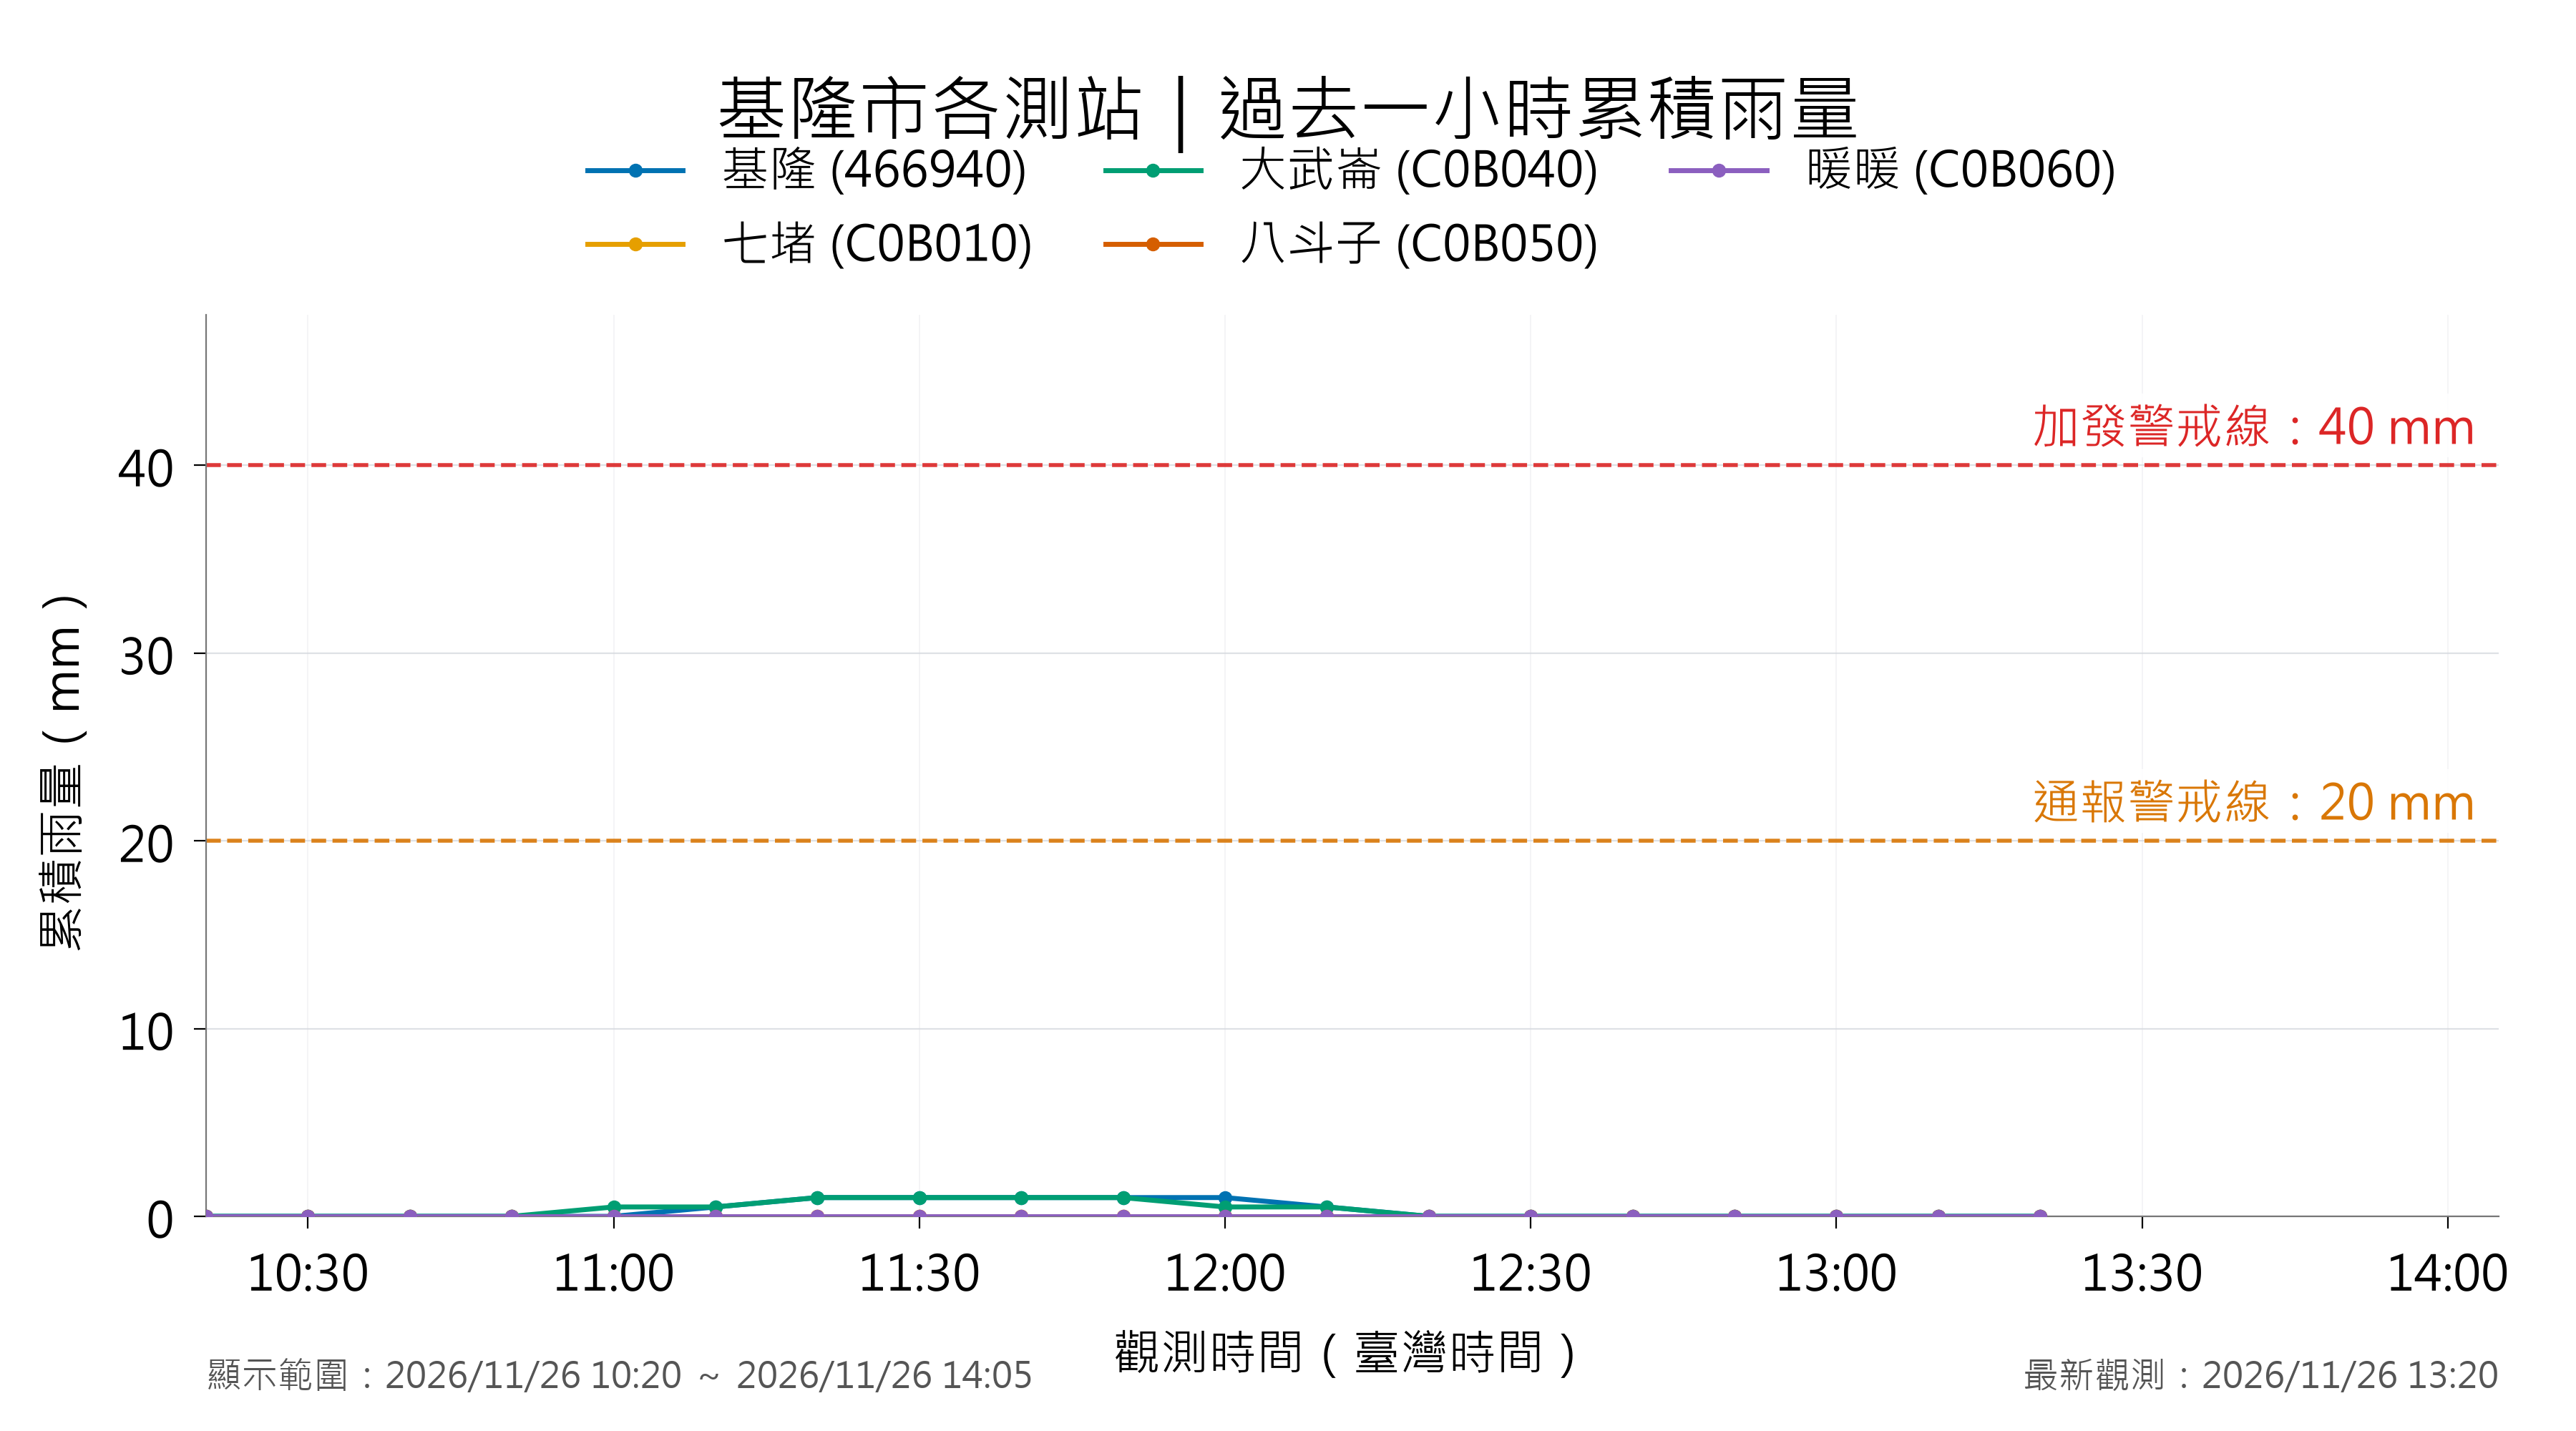 基隆市各測站｜過去一小時累積雨量
基隆 (466940)
大武崙 (C0B040)
暖暖 (C0B060)
七堵 (C0B010)
八斗子 (C0B050)
累積雨量（mm）
40
30
20
10
0
加發警戒線：40 mm
通報警戒線：20 mm
10:30
11:00
11:30
12:00
12:30
13:00
13:30
14:00
觀測時間（臺灣時間）
顯示範圍：2026/11/26 10:20 ~ 2026/11/26 14:05
最新觀測：2026/11/26 13:20